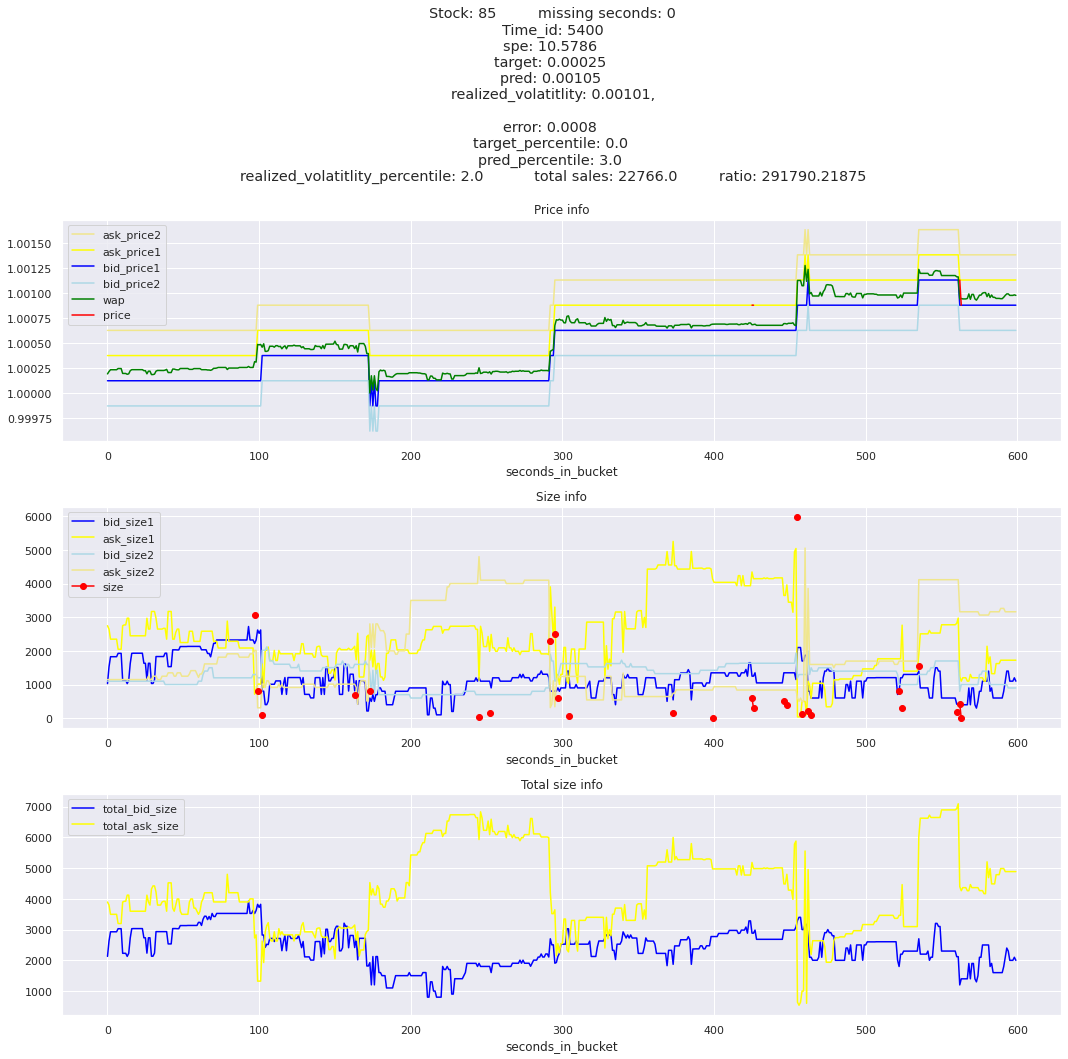 Stock: 85 missing seconds: 0
Time_id: 5400
spe: 10.5786
target: 0.00025
pred: 0.00105
realized_volatitlity: 0.00101,
error: 0.0008
target_percentile: 0.0
pred_percentile: 3.0
realized_volatitlity_percentile: 2.0 total sales: 22766.0 ratio: 291790.21875
Price info
ask_price2
ask_price1
bid_price1
bid_price2
wap
price
1.00150
1.00125
1.00100
1.00075
1.00050
1.00025
1.00000
0.99975
0 100 200 300 400 500 600
seconds_in_bucket
Size info
bid_size1
ask_size1
bid_size2
ask_size2
size
6000
5000
4000
3000
2000
1000
0
0 100 200 300 400 500 600
seconds_in_bucket
Total size info
total_bid_size
total_ask_size
7000
6000
5000
4000
3000
2000
1000
0 100 200 300 400 500 600
seconds_in_bucket